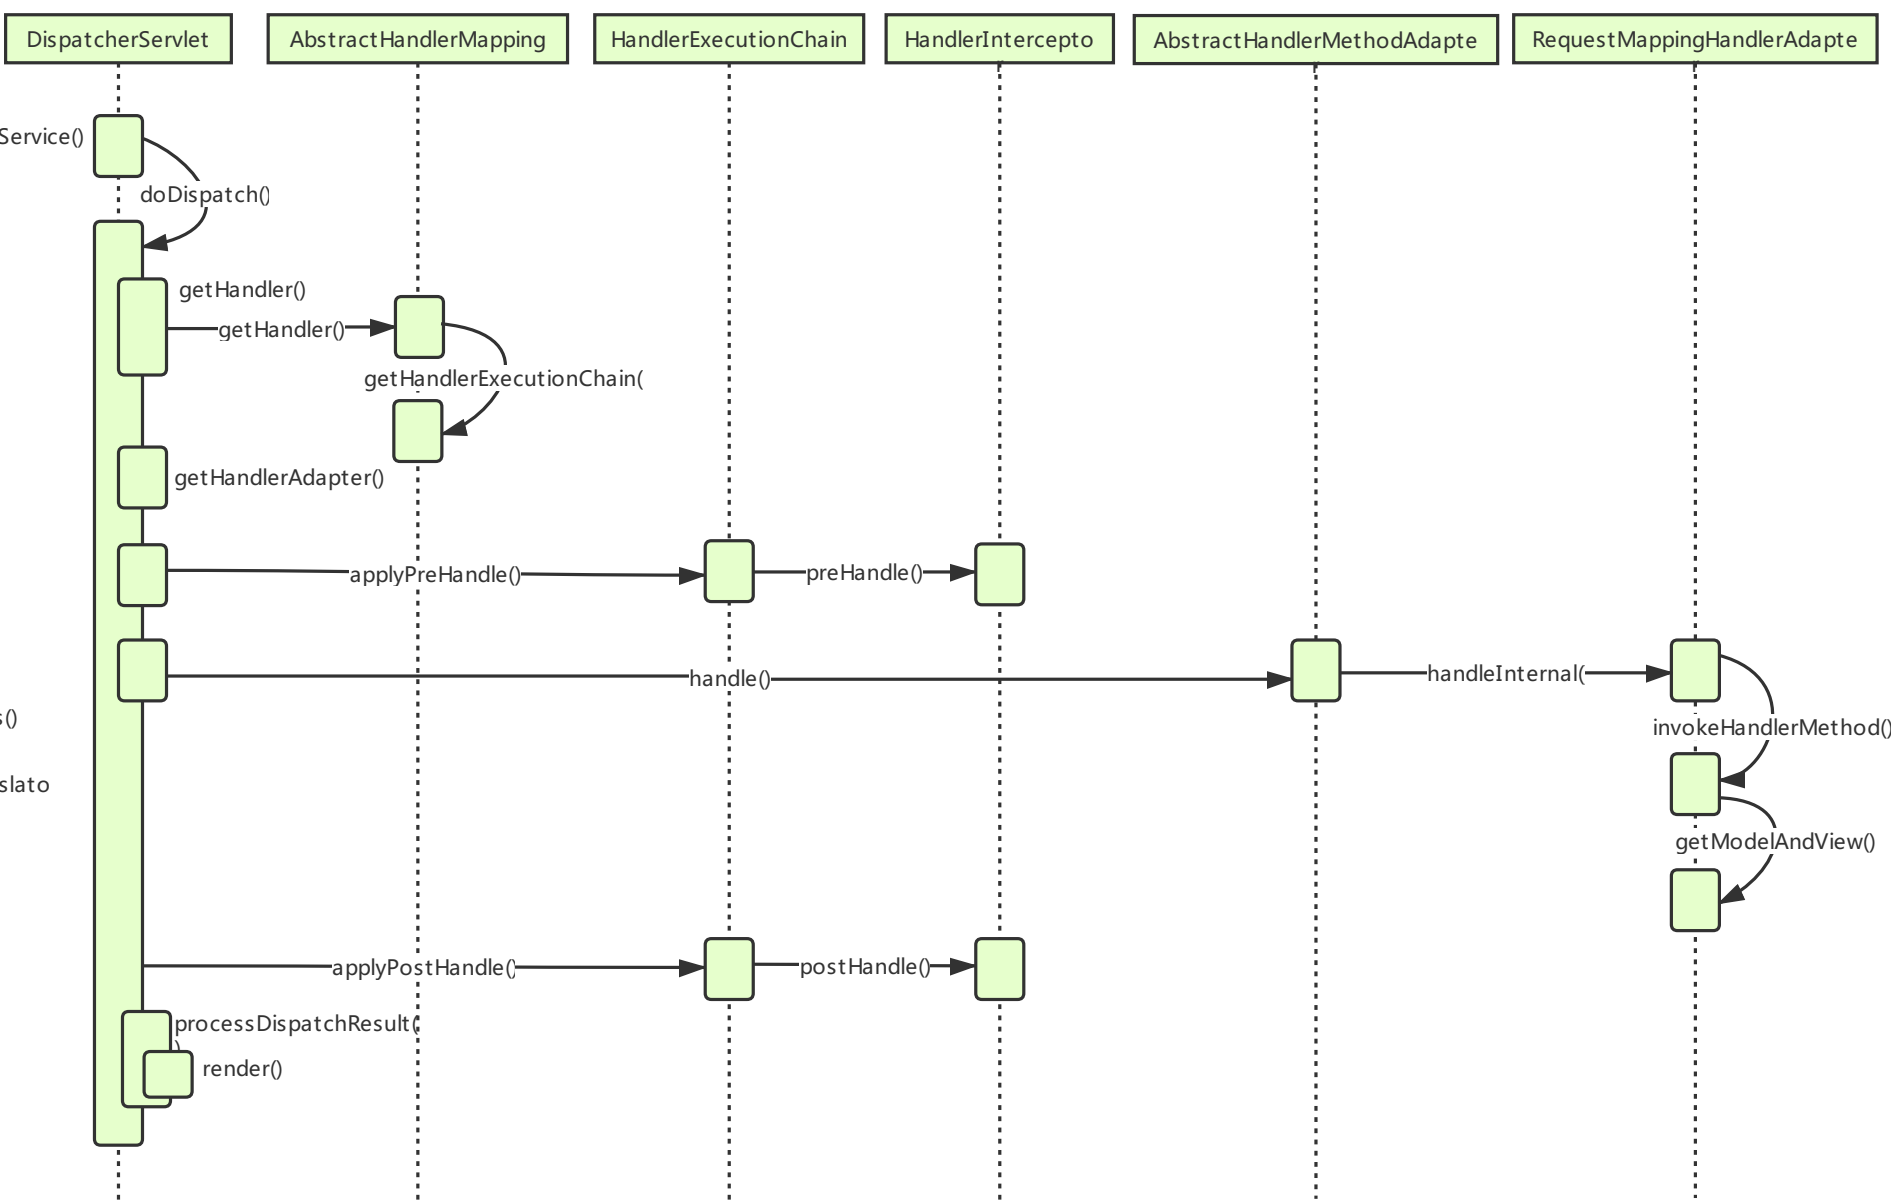 DispatcherServlet
AbstractHandlerMapping
HandlerExecutionChain
HandlerIntercepto
AbstractHandlerMethodAdapte
RequestMappingHandlerAdapte
Service()
doDispatch()
getHandler()
getHandler()
getHandlerExecutionChain(
getHandlerAdapter()
applyPreHandle()
preHandle()
handle()
handleInternal(
s()
invokeHandlerMethod()
slato
getModelAndView()
applyPostHandle()
postHandle()
processDispatchResult(
)
render()